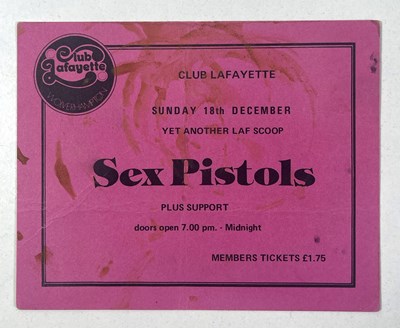 Club
Lafayette
WOLVERHAMPTON
CLUB LAFAYETTE
SUNDAY 18th DECEMBER
YET ANOTHER LAF SCOOP
Sex Pistols
PLUS SUPPORT
doors open 7.00 pm. - Midnight
MEMBERS TICKETS £1.75